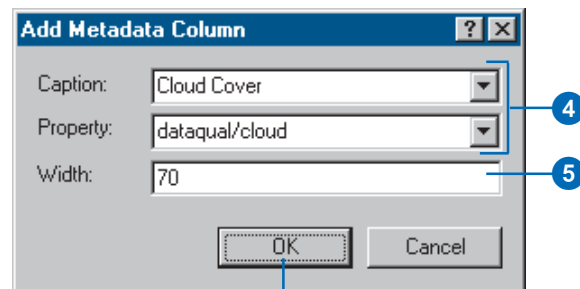 Add Metadata Column ? ×
Caption: Cloud Cover
4
Property: dataqual/cloud
Width: 70
5
OK Cancel